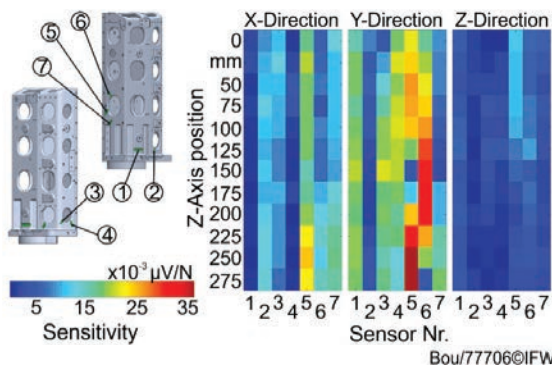 X-Direction Y-Direction Z-Direction
⑥
⑤
⑦
① ②
③
④
Z-Axis position
0
mm
50
75
100
125
150
175
200
225
250
275
x10⁻³ µV/N
5 15 25 35
Sensitivity
1 2 3 4 5 6 7 1 2 3 4 5 6 7 1 2 3 4 5 6 7
Sensor Nr.
Bou/77706©IFW